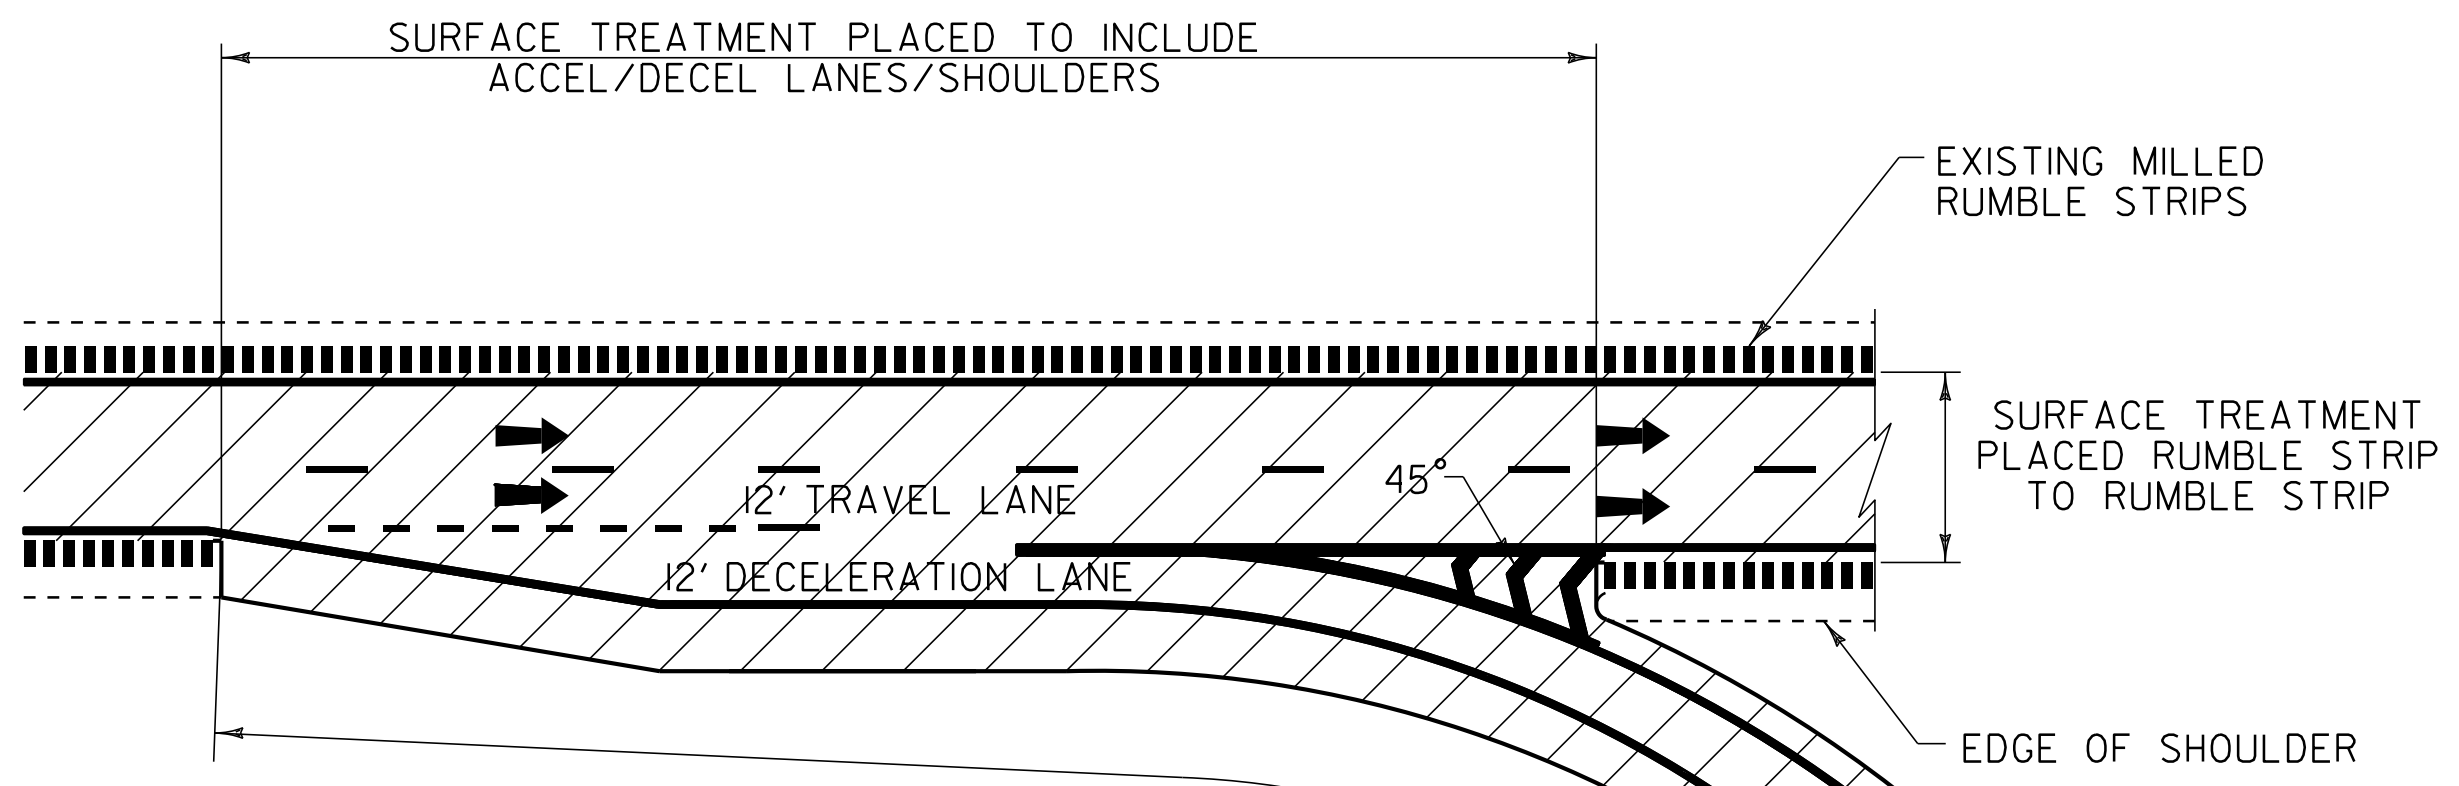 SURFACE TREATMENT PLACED TO INCLUDE
ACCEL/DECEL LANES/SHOULDERS
EXISTING MILLED
RUMBLE STRIPS
SURFACE TREATMENT
PLACED RUMBLE STRIP
TO RUMBLE STRIP
45°
12' TRAVEL LANE
12' DECELERATION LANE
EDGE OF SHOULDER